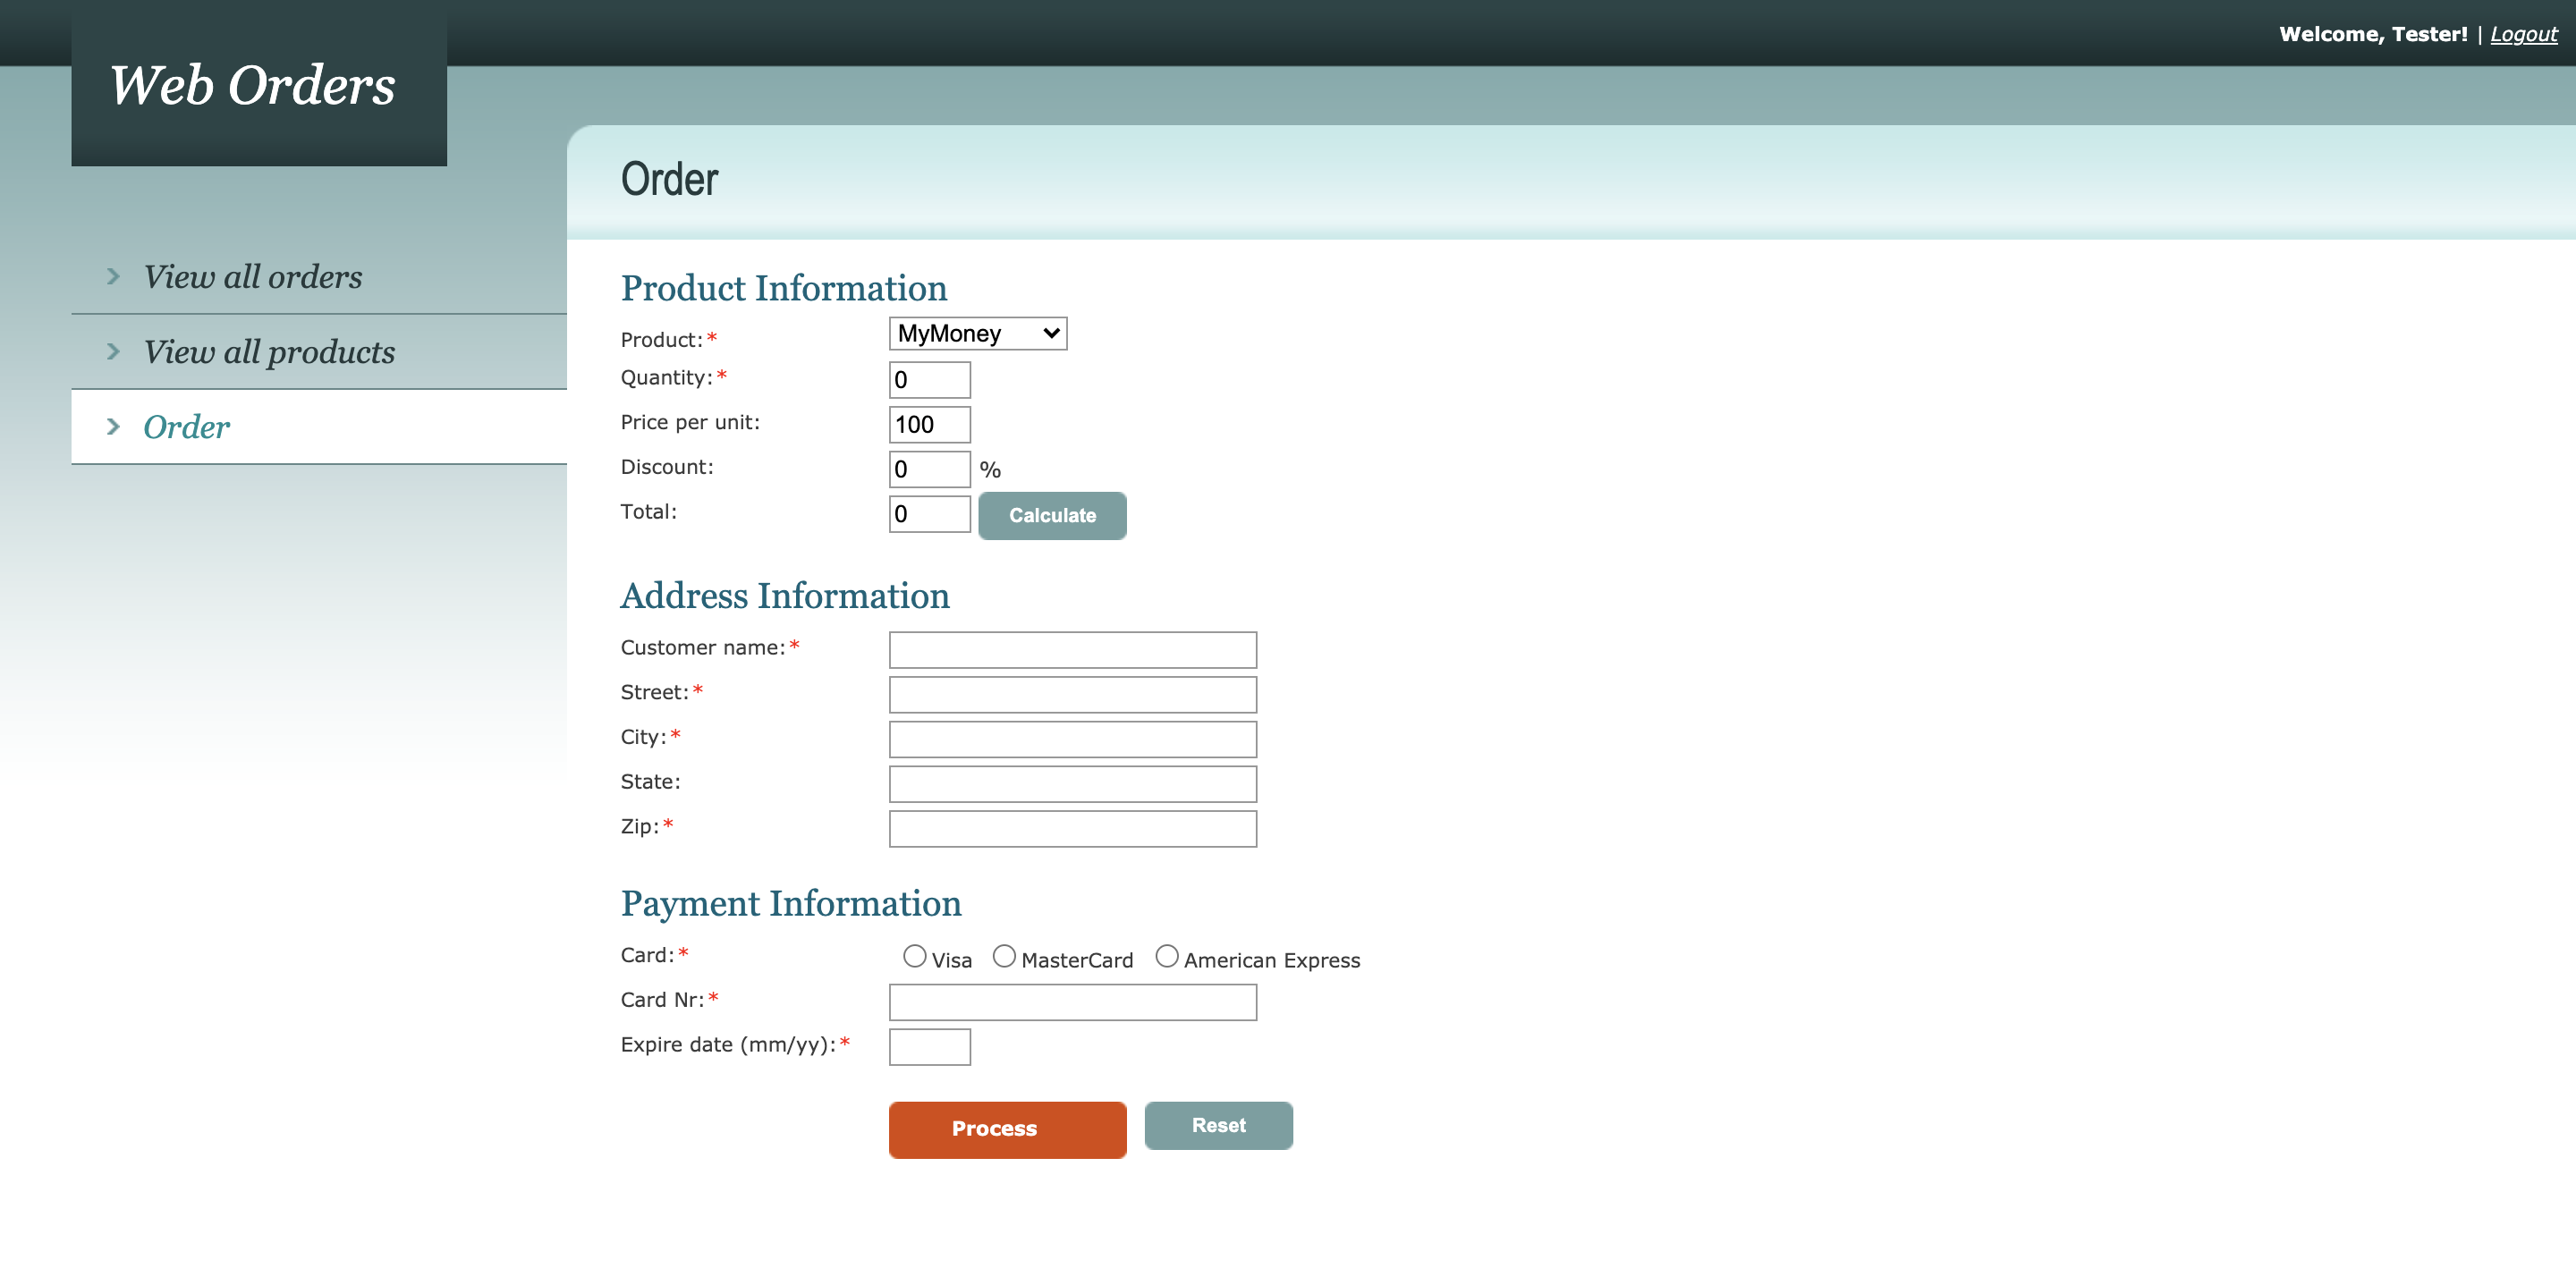 Welcome, Tester! | Logout
Web Orders
View all orders
View all products
Order
Order
Product Information
Product:* MyMoney
Quantity:* 0
Price per unit: 100
Discount: 0 %
Total: 0 Calculate
Address Information
Customer name:*
Street:*
City:*
State:
Zip:*
Payment Information
Card:* Visa MasterCard American Express
Card Nr:*
Expire date (mm/yy):*
Process Reset